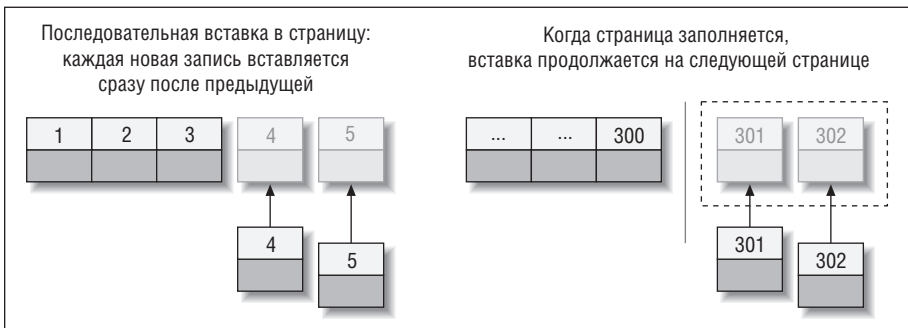 Последовательная вставка в страницу:
каждая новая запись вставляется
сразу после предыдущей
1 2 3 4 5
4
5
Когда страница заполняется,
вставка продолжается на следующей странице
... ... 300 301 302
301
302